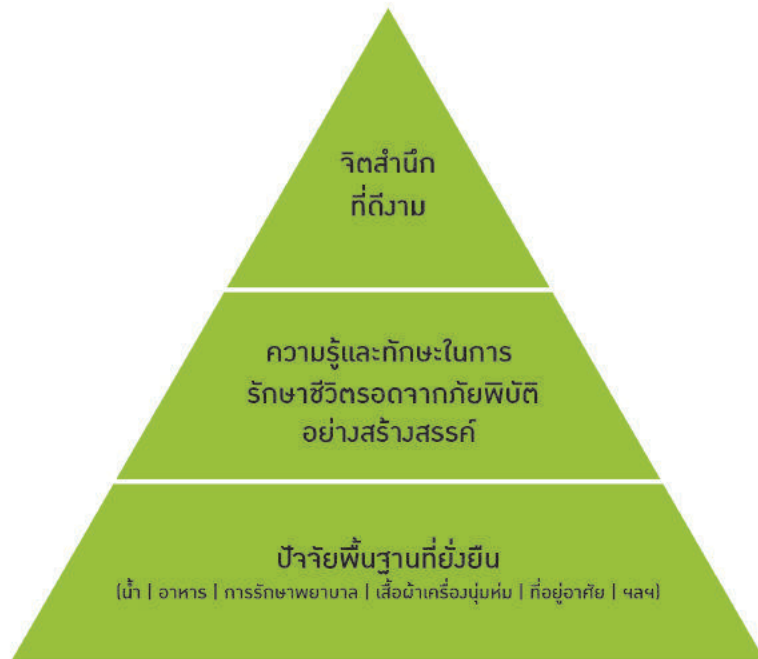 จิตสำนึก
ที่ดีงาม
ความรู้และทักษะในการ
รักษาชีวิตรอดจากภัยพิบัติ
อย่างสร้างสรรค์
ปัจจัยพื้นฐานที่ยั่งยืน
(น้ำ | อาหาร | การรักษาพยาบาล | เสื้อผ้าเครื่องนุ่มห่ม | ที่อยู่อาศัย | ฯลฯ)